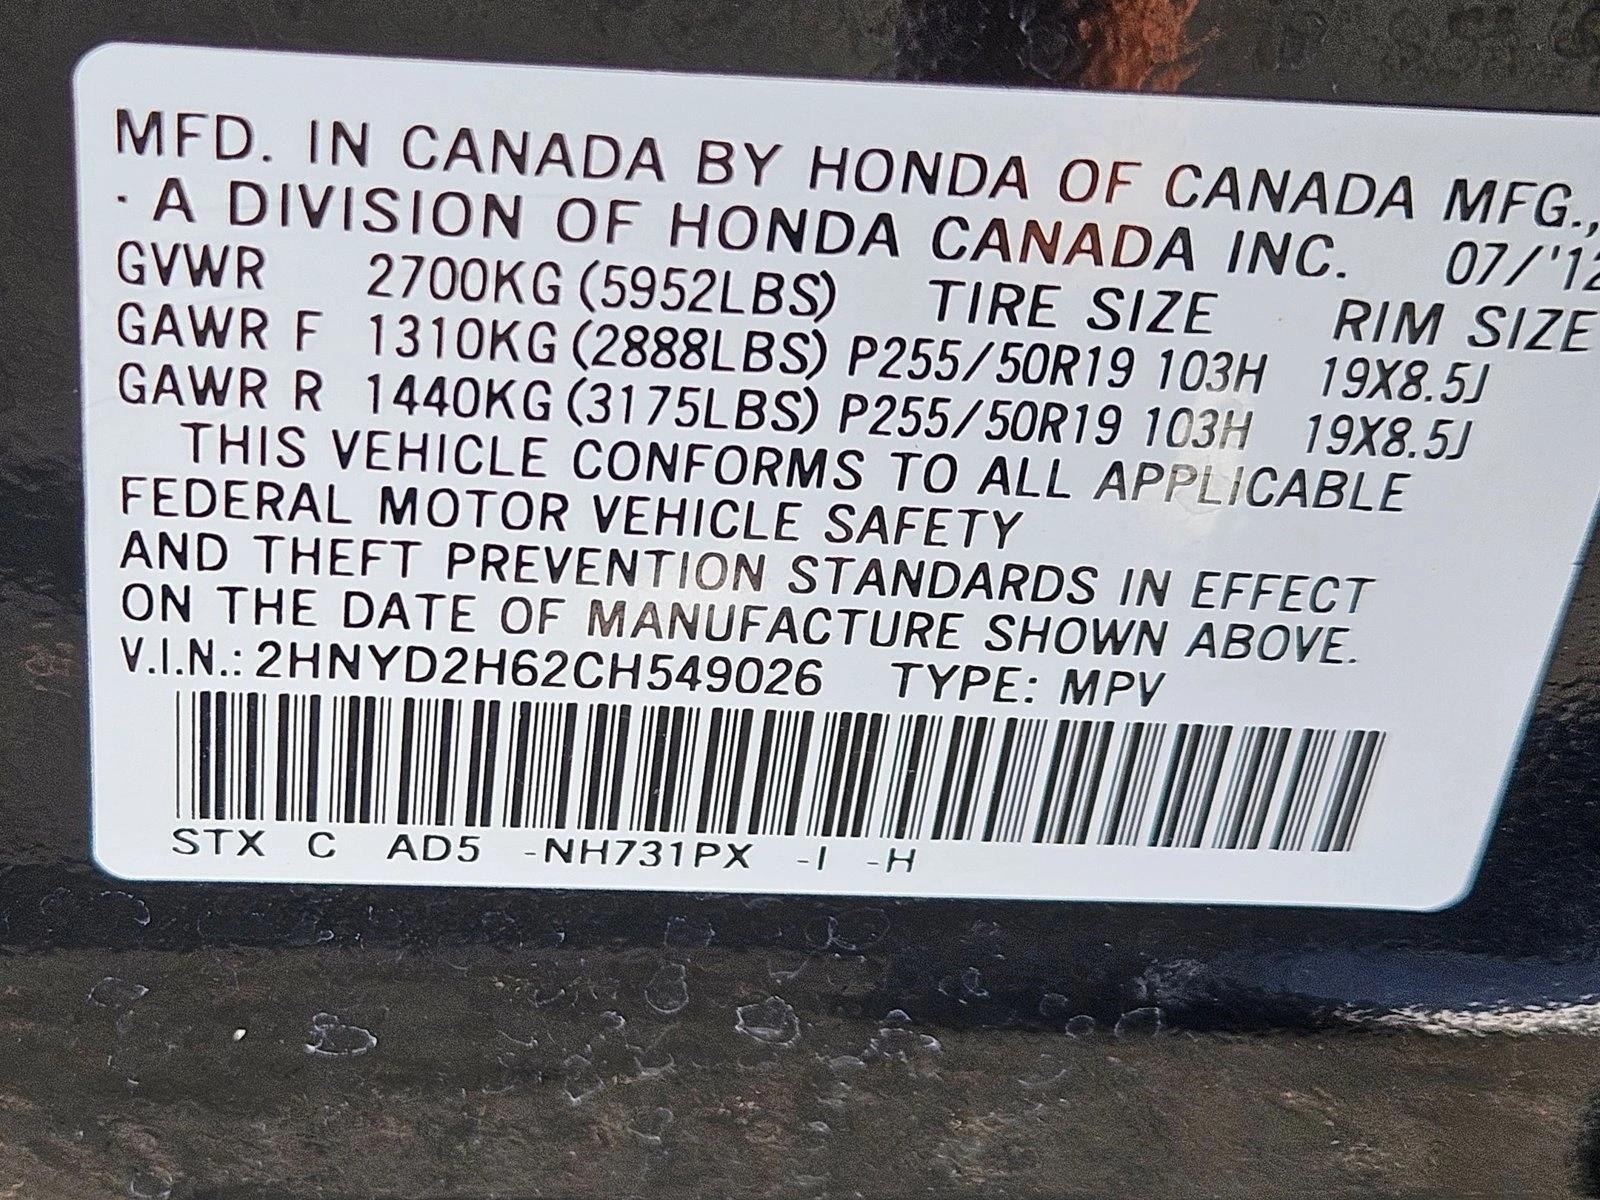 MFD. IN CANADA BY HONDA OF CANADA MFG.,
· A DIVISION OF HONDA CANADA INC. 07/'12
GVWR 2700KG (5952LBS) TIRE SIZE RIM SIZE
GAWR F 1310KG (2888LBS) P255/50R19 103H 19X8.5J
GAWR R 1440KG (3175LBS) P255/50R19 103H 19X8.5J
THIS VEHICLE CONFORMS TO ALL APPLICABLE
FEDERAL MOTOR VEHICLE SAFETY
AND THEFT PREVENTION STANDARDS IN EFFECT
ON THE DATE OF MANUFACTURE SHOWN ABOVE.
V.I.N.: 2HNYD2H62CH549026 TYPE: MPV
STX C AD5 -NH731PX -I -H